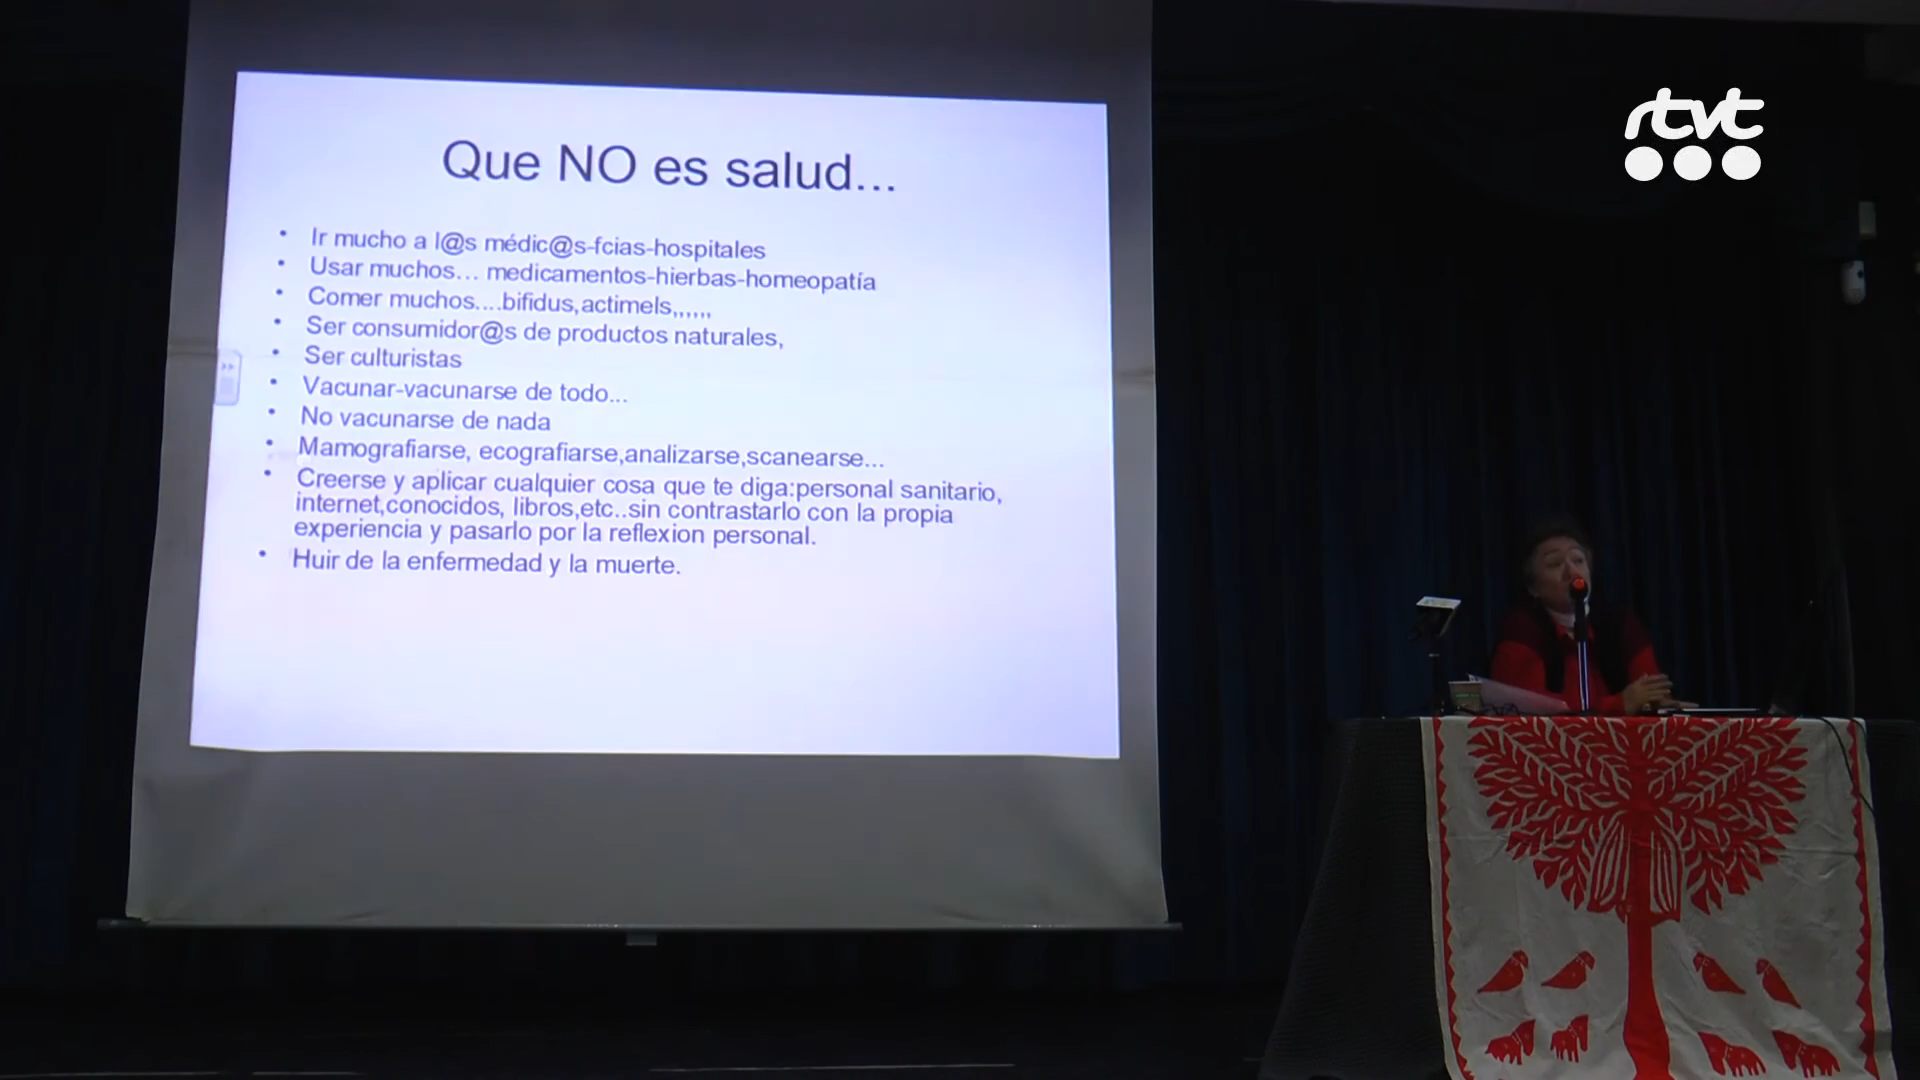 rtvt
Que NO es salud...
Ir mucho a l@s médic@s-fcias-hospitales
Usar muchos... medicamentos-hierbas-homeopatía
Comer muchos....bifidus,actimels,,,,,,
Ser consumidor@s de productos naturales,
Ser culturistas
Vacunar-vacunarse de todo...
No vacunarse de nada
Mamografiarse, ecografiarse,analizarse,scanearse...
Creerse y aplicar cualquier cosa que te diga:personal sanitario,
internet,conocidos, libros,etc..sin contrastarlo con la propia
experiencia y pasarlo por la reflexion personal.
Huir de la enfermedad y la muerte.